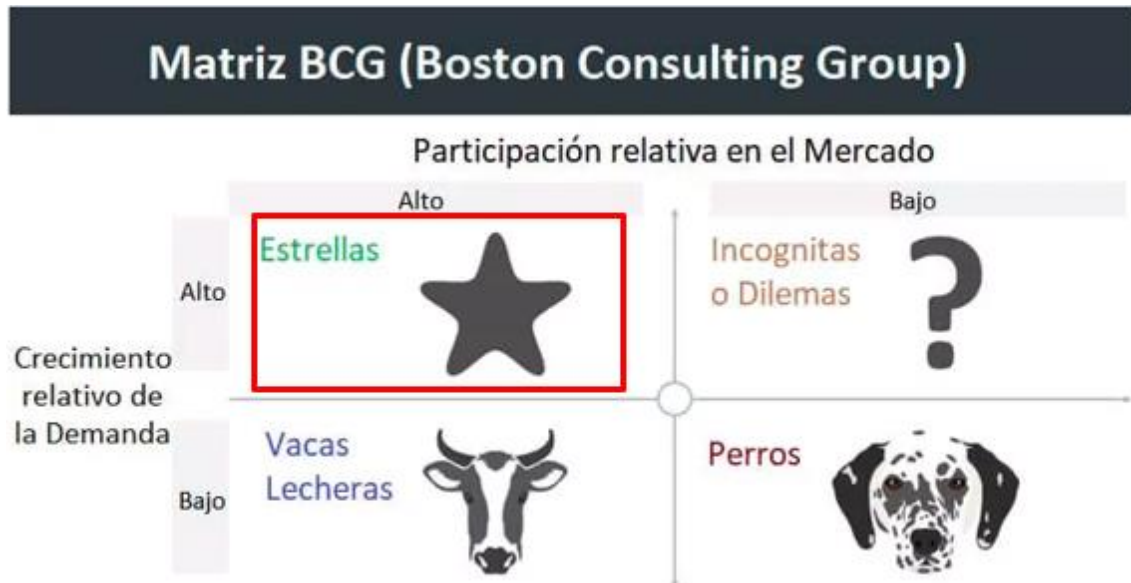 Matriz BCG (Boston Consulting Group)
Participación relativa en el Mercado
Alto
Bajo
Estrellas
Incognitas
o Dilemas
?
Alto
Crecimiento
relativo de
la Demanda
Vacas
Lecheras
Perros
Bajo